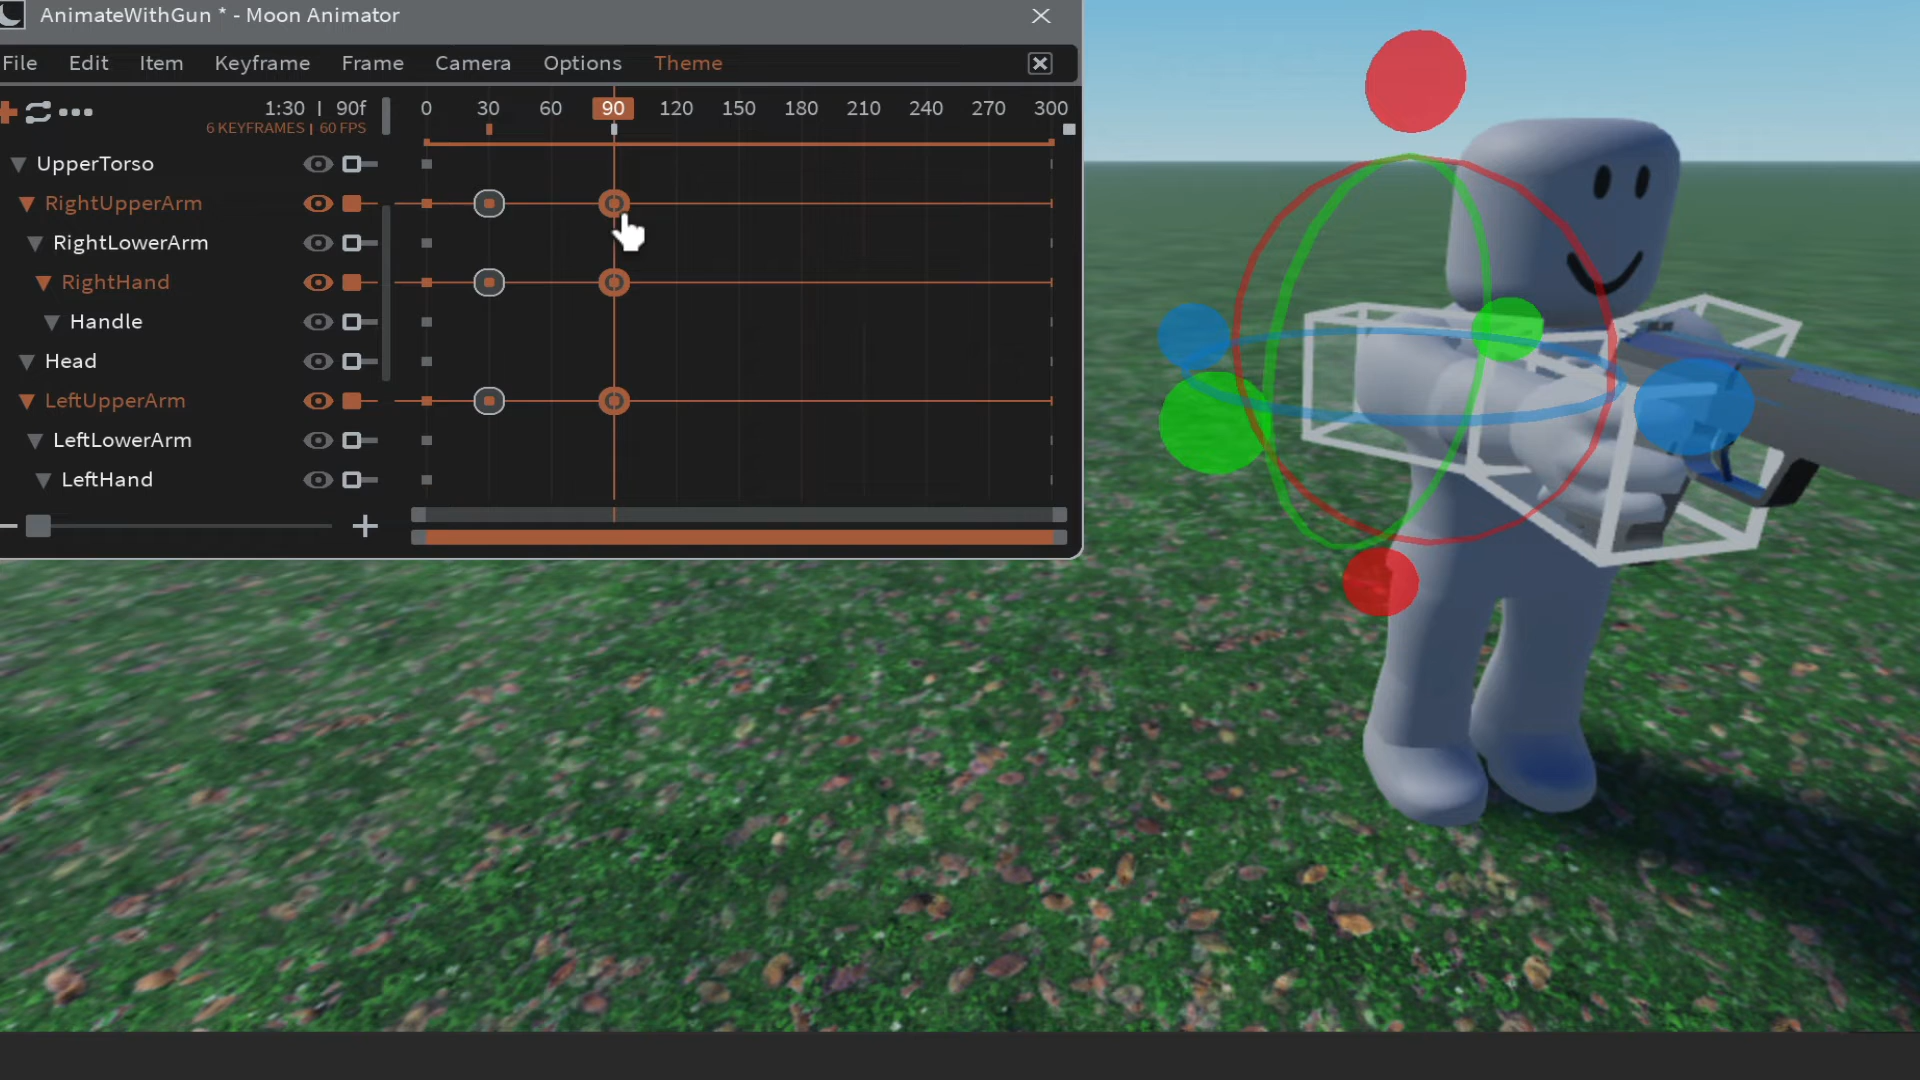 AnimateWithGun * - Moon Animator
File Edit Item Keyframe Frame Camera Options Theme
1:30 | 90f
6 KEYFRAMES | 60 FPS
0 30 60 90 120 150 180 210 240 270 300
UpperTorso
RightUpperArm
RightLowerArm
RightHand
Handle
Head
LeftUpperArm
LeftLowerArm
LeftHand